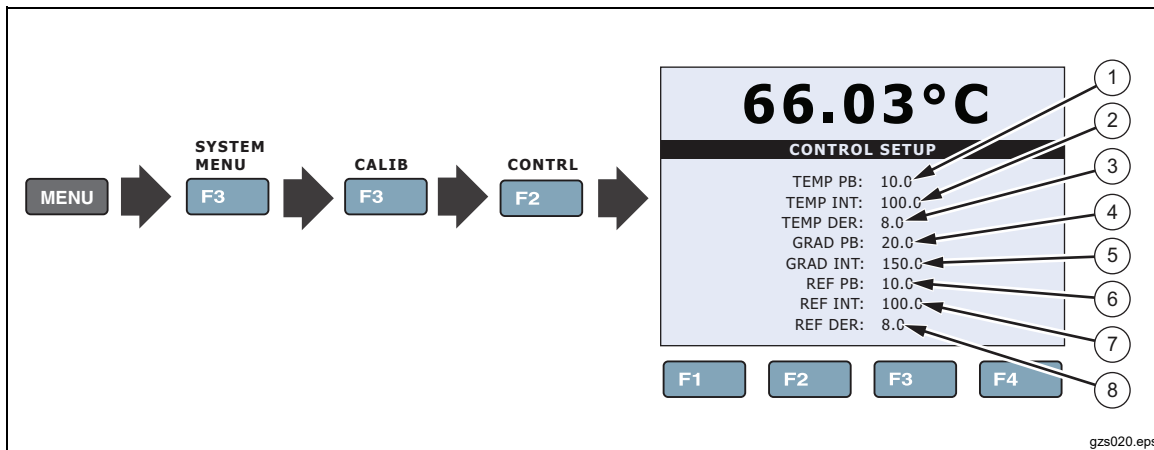 66.03°C
CONTROL SETUP
TEMP PB: 10.0
TEMP INT: 100.0
TEMP DER: 8.0
GRAD PB: 20.0
GRAD INT: 150.0
REF PB: 10.0
REF INT: 100.0
REF DER: 8.0
SYSTEM
MENU
CALIB
CONTRL
MENU
F3
F3
F2
F1 F2 F3 F4
1
2
3
4
5
6
7
8
gzs020.eps